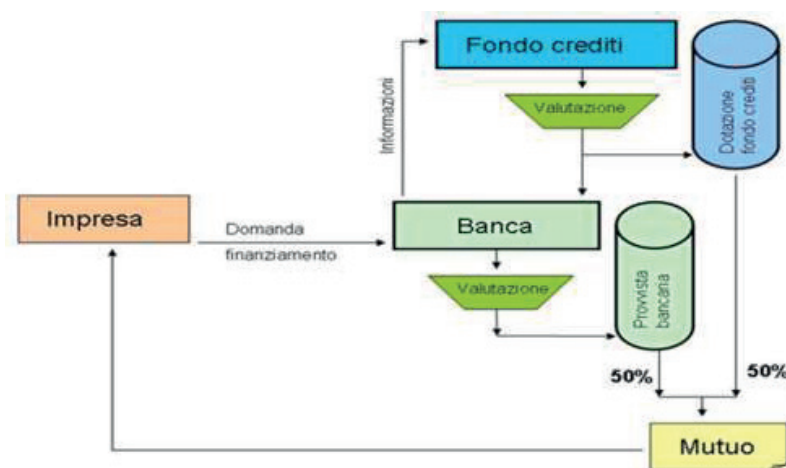 Fondo crediti
Informazioni
Valutazione
Dotazione
fondo crediti
Impresa
Domanda
finanziamento
Banca
Valutazione
Provvista
bancaria
50%
50%
Mutuo